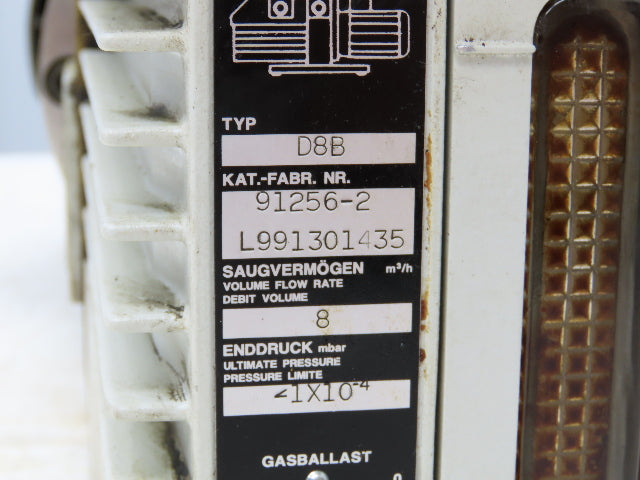 TYP
D8B
KAT.-FABR. NR.
91256-2
L991301435
SAUGVERMÖGEN m³/h
VOLUME FLOW RATE
DEBIT VOLUME
8
ENDDRUCK mbar
ULTIMATE PRESSURE
PRESSURE LIMITE
<1X10⁻⁴
GASBALLAST
0